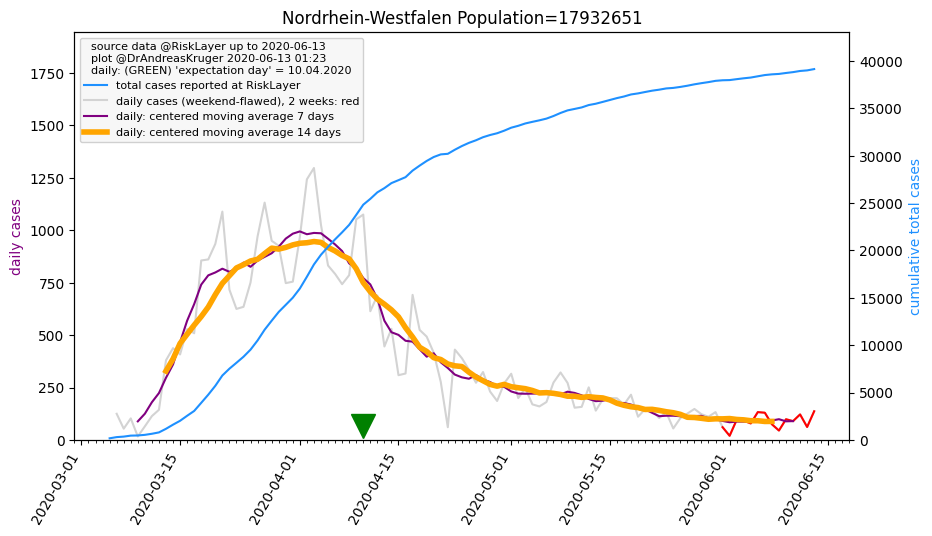 Nordrhein-Westfalen Population=17932651
source data @RiskLayer up to 2020-06-13
plot @DrAndreasKruger 2020-06-13 01:23
daily: (GREEN) 'expectation day' = 10.04.2020
total cases reported at RiskLayer
daily cases (weekend-flawed), 2 weeks: red
daily: centered moving average 7 days
daily: centered moving average 14 days
daily cases
1750
1500
1250
1000
750
500
250
0
cumulative total cases
40000
35000
30000
25000
20000
15000
10000
5000
0
2020-03-01
2020-03-15
2020-04-01
2020-04-15
2020-05-01
2020-05-15
2020-06-01
2020-06-15